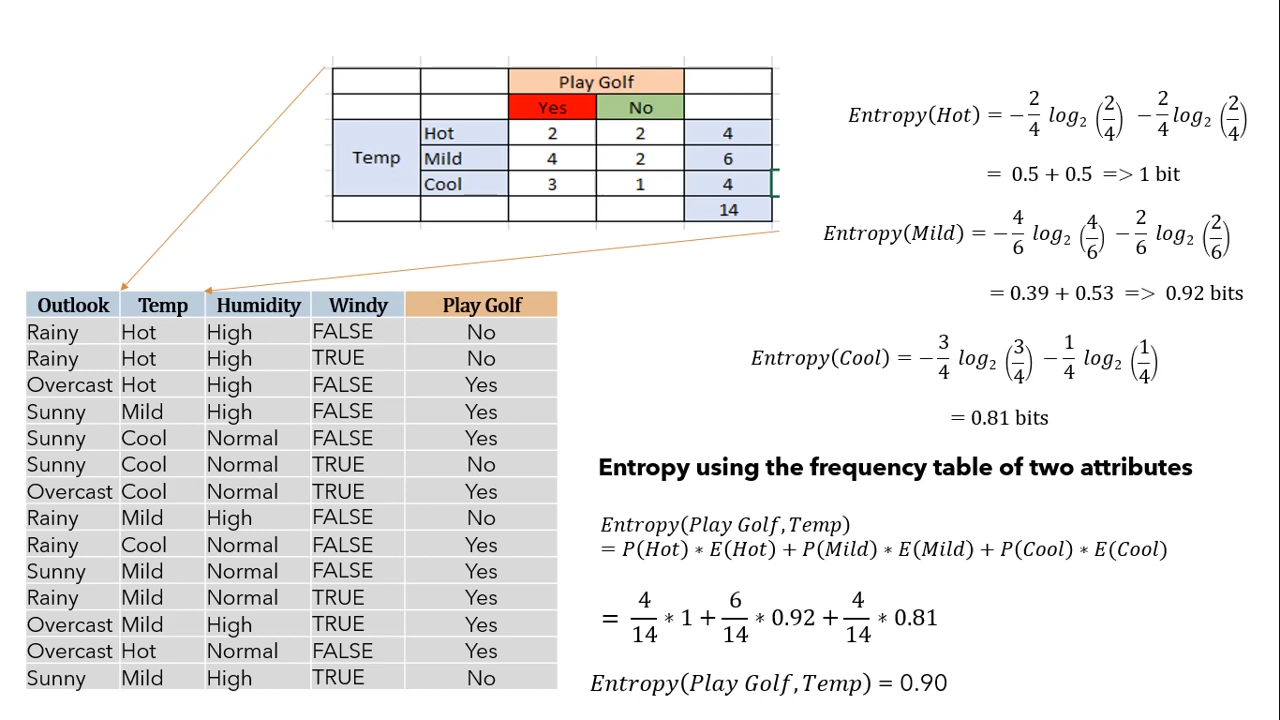 Play Golf
Yes No
Temp Hot 2 2 4
Mild 4 2 6
Cool 3 1 4
14
Entropy(Hot) = −2/4 log₂ (2/4) −2/4 log₂ (2/4)
= 0.5 + 0.5 => 1 bit
Entropy(Mild) = −4/6 log₂ (4/6) −2/6 log₂ (2/6)
= 0.39 + 0.53 => 0.92 bits
Entropy(Cool) = −3/4 log₂ (3/4) −1/4 log₂ (1/4)
= 0.81 bits
Outlook Temp Humidity Windy Play Golf
Rainy Hot High FALSE No
Rainy Hot High TRUE No
Overcast Hot High FALSE Yes
Sunny Mild High FALSE Yes
Sunny Cool Normal FALSE Yes
Sunny Cool Normal TRUE No
Overcast Cool Normal TRUE Yes
Rainy Mild High FALSE No
Rainy Cool Normal FALSE Yes
Sunny Mild Normal FALSE Yes
Rainy Mild Normal TRUE Yes
Overcast Mild High TRUE Yes
Overcast Hot Normal FALSE Yes
Sunny Mild High TRUE No
Entropy using the frequency table of two attributes
Entropy(Play Golf, Temp)
= P(Hot) * E(Hot) + P(Mild) * E(Mild) + P(Cool) * E(Cool)
= 4/14 * 1 + 6/14 * 0.92 + 4/14 * 0.81
Entropy(Play Golf, Temp) = 0.90